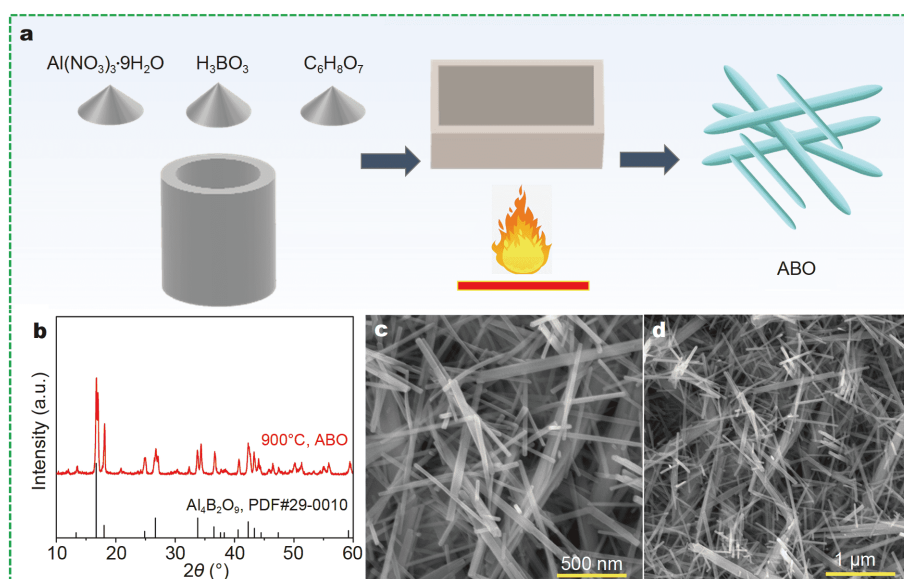 a
Al(NO₃)₃·9H₂O H₃BO₃ C₆H₈O₇
ABO
b
Intensity (a.u.)
900°C, ABO
Al₄B₂O₉, PDF#29-0010
10 20 30 40 50 60
2θ (°)
c
500 nm
d
1 μm